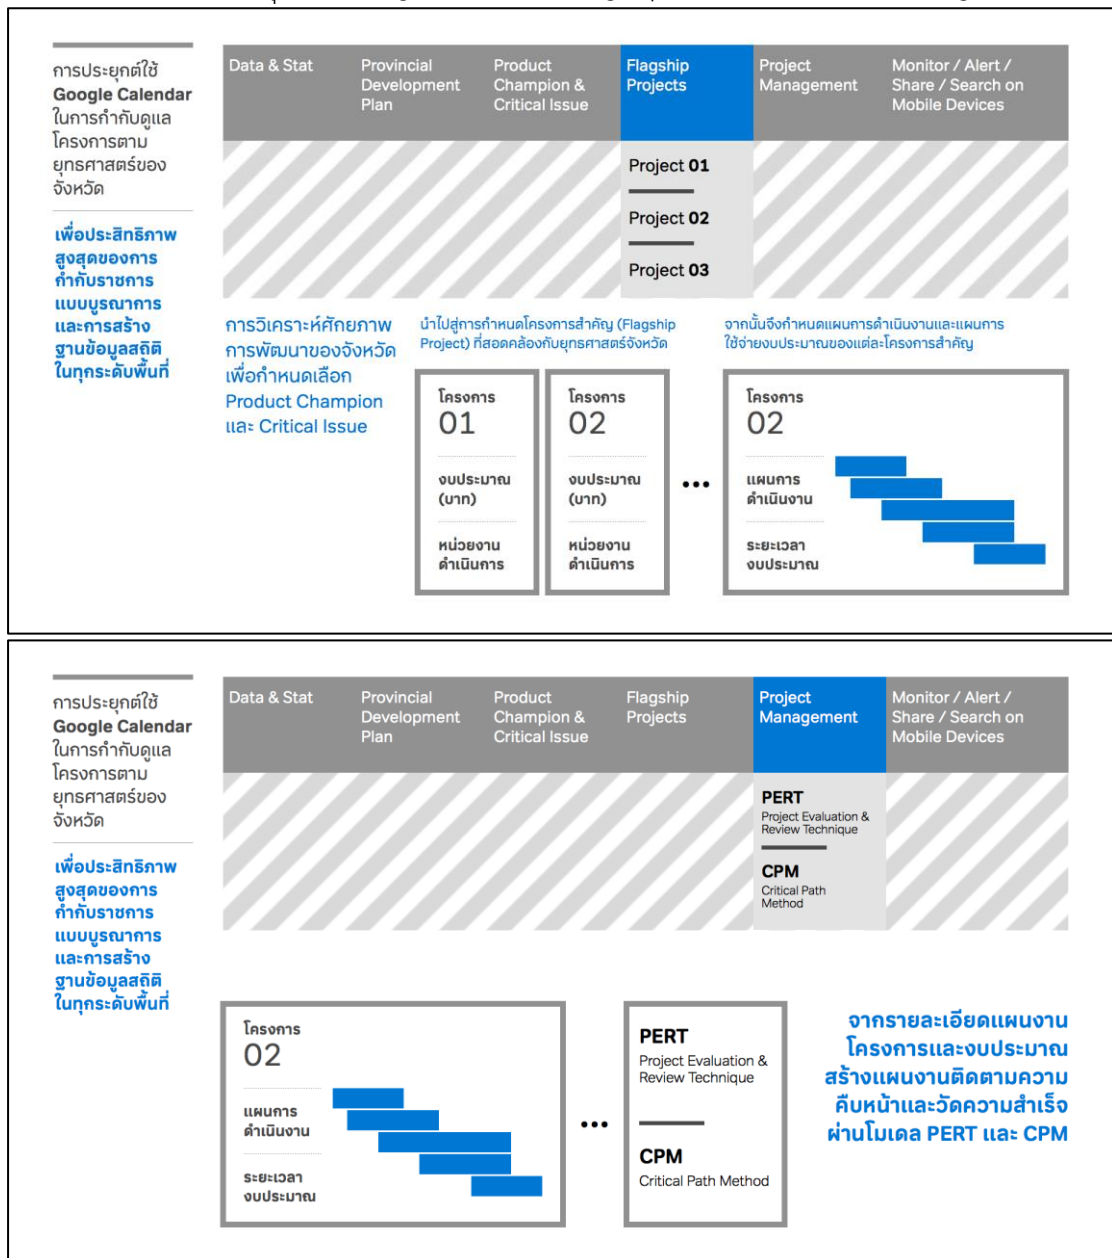 การประยุกต์ใช้
Google Calendar
ในการกำกับดูแล
โครงการตาม
ยุทธศาสตร์ของ
จังหวัด
เพื่อประสิทธิภาพ
สูงสุดของการ
กำกับราชการ
แบบบูรณาการ
และการสร้าง
ฐานข้อมูลสถิติ
ในทุกระดับพื้นที่
Data & Stat
Provincial
Development
Plan
Product
Champion &
Critical Issue
Flagship
Projects
Project
Management
Monitor / Alert /
Share / Search on
Mobile Devices
Project 01
Project 02
Project 03
การวิเคราะห์ศักยภาพ
การพัฒนาของจังหวัด
เพื่อกำหนดเลือก
Product Champion
และ Critical Issue
นำไปสู่การกำหนดโครงการสำคัญ (Flagship
Project) ที่สอดคล้องกับยุทธศาสตร์จังหวัด
จากนั้นจึงกำหนดแผนการดำเนินงานและแผนการ
ใช้จ่ายงบประมาณของแต่ละโครงการสำคัญ
โครงการ
01
งบประมาณ
(บาท)
หน่วยงาน
ดำเนินการ
โครงการ
02
งบประมาณ
(บาท)
หน่วยงาน
ดำเนินการ
...
โครงการ
02
แผนการ
ดำเนินงาน
ระยะเวลา
งบประมาณ
การประยุกต์ใช้
Google Calendar
ในการกำกับดูแล
โครงการตาม
ยุทธศาสตร์ของ
จังหวัด
เพื่อประสิทธิภาพ
สูงสุดของการ
กำกับราชการ
แบบบูรณาการ
และการสร้าง
ฐานข้อมูลสถิติ
ในทุกระดับพื้นที่
Data & Stat
Provincial
Development
Plan
Product
Champion &
Critical Issue
Flagship
Projects
Project
Management
Monitor / Alert /
Share / Search on
Mobile Devices
PERT
Project Evaluation &
Review Technique
CPM
Critical Path
Method
โครงการ
02
แผนการ
ดำเนินงาน
ระยะเวลา
งบประมาณ
...
PERT
Project Evaluation &
Review Technique
CPM
Critical Path Method
จากรายละเอียดแผนงาน
โครงการและงบประมาณ
สร้างแผนงานติดตามความ
คืบหน้าและวัดความสำเร็จ
ผ่านโมเดล PERT และ CPM